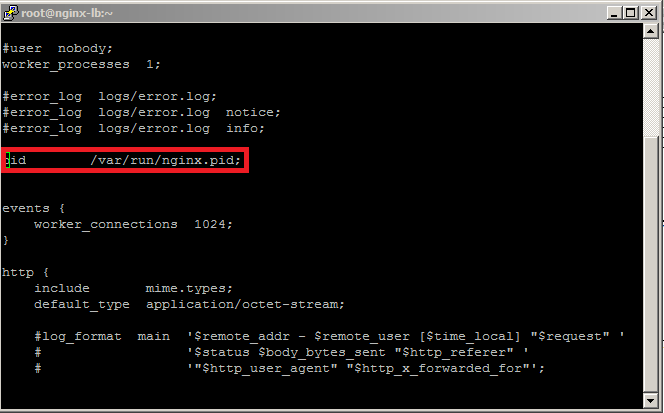 root@nginx-lb:~
#user  nobody;
worker_processes  1;
#error_log  logs/error.log;
#error_log  logs/error.log  notice;
#error_log  logs/error.log  info;
pid        /var/run/nginx.pid;
events {
    worker_connections  1024;
}
http {
    include       mime.types;
    default_type  application/octet-stream;
    #log_format  main  '$remote_addr - $remote_user [$time_local] "$request" '
    #                  '$status $body_bytes_sent "$http_referer" '
    #                  '"$http_user_agent" "$http_x_forwarded_for"';